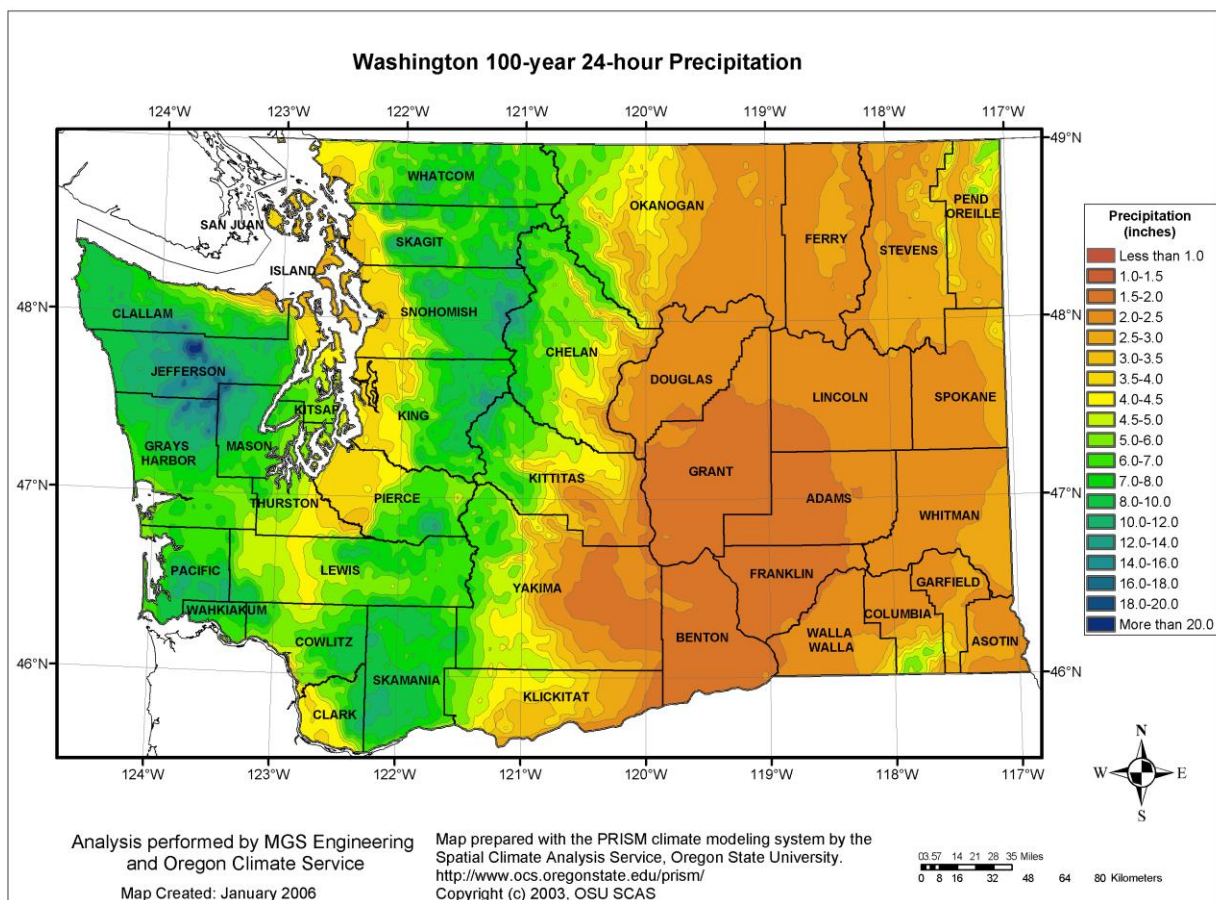 Washington 100-year 24-hour Precipitation
124°W 123°W 122°W 121°W 120°W 119°W 118°W 117°W
49°N
48°N
47°N
46°N
49°N
48°N
47°N
46°N
WHATCOM
SAN JUAN
SKAGIT
ISLAND
OKANOGAN
FERRY
STEVENS
PEND
OREILLE
CLALLAM
SNOHOMISH
CHELAN
JEFFERSON
DOUGLAS
LINCOLN
SPOKANE
KITSAP
KING
GRAYS
HARBOR
MASON
GRANT
KITTITAS
THURSTON
PIERCE
ADAMS
WHITMAN
PACIFIC
LEWIS
YAKIMA
FRANKLIN
GARFIELD
WAHKIAKUM
COWLITZ
BENTON
WALLA
WALLA
COLUMBIA
ASOTIN
SKAMANIA
KLICKITAT
CLARK
124°W 123°W 122°W 121°W 120°W 119°W 118°W 117°W
Precipitation
(inches)
Less than 1.0
1.0-1.5
1.5-2.0
2.0-2.5
2.5-3.0
3.0-3.5
3.5-4.0
4.0-4.5
4.5-5.0
5.0-6.0
6.0-7.0
7.0-8.0
8.0-10.0
10.0-12.0
12.0-14.0
14.0-16.0
16.0-18.0
18.0-20.0
More than 20.0
N
W E
S
Analysis performed by MGS Engineering
and Oregon Climate Service
Map Created: January 2006
Map prepared with the PRISM climate modeling system by the
Spatial Climate Analysis Service, Oregon State University.
http://www.ocs.oregonstate.edu/prism/
Copyright (c) 2003, OSU SCAS
03.57 14 21 28 35 Miles
0 8 16 32 48 64 80 Kilometers